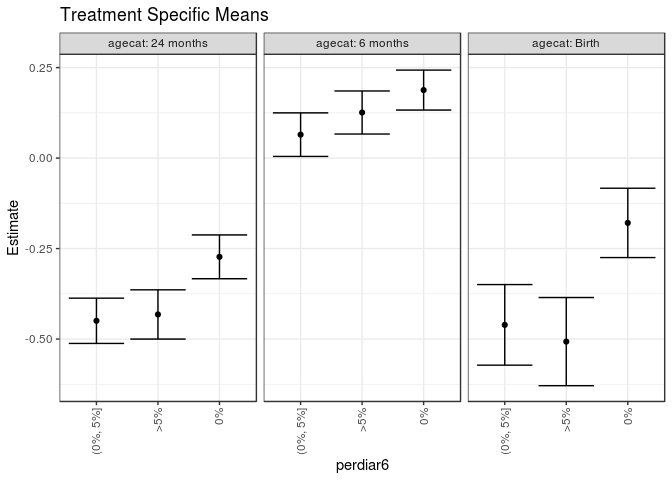 Treatment Specific Means
agecat: 24 months
agecat: 6 months
agecat: Birth
0.25
0.00
-0.25
-0.50
Estimate
(0%, 5%]
>5%
0%
(0%, 5%]
>5%
0%
(0%, 5%]
>5%
0%
perdiar6